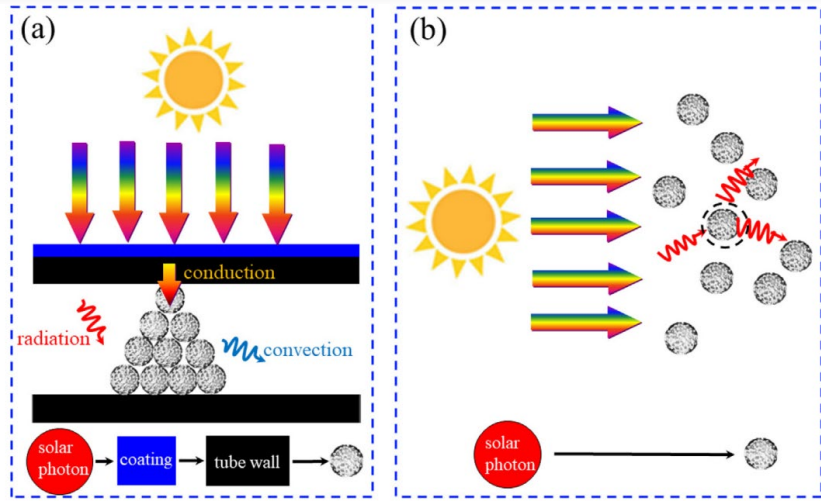 (a)
conduction
radiation
convection
solar
photon
coating
tube wall
(b)
solar
photon